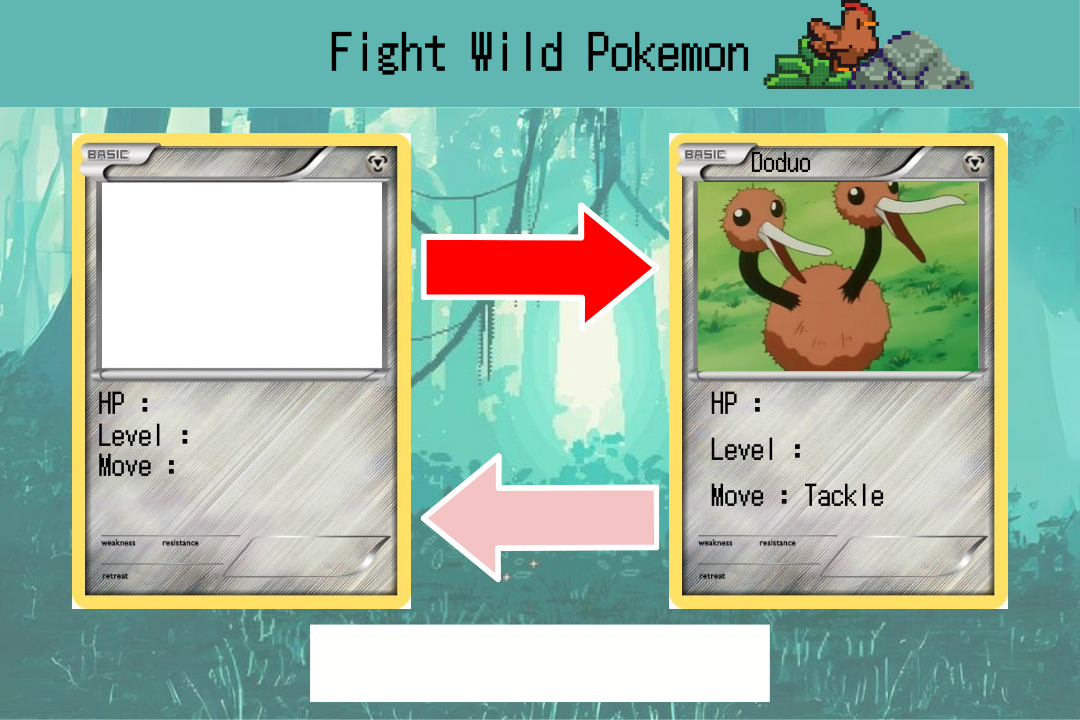 Fight Wild Pokemon
BASIC
HP :
Level :
Move :
weakness resistance
retreat
BASIC Doduo
HP :
Level :
Move : Tackle
weakness resistance
retreat